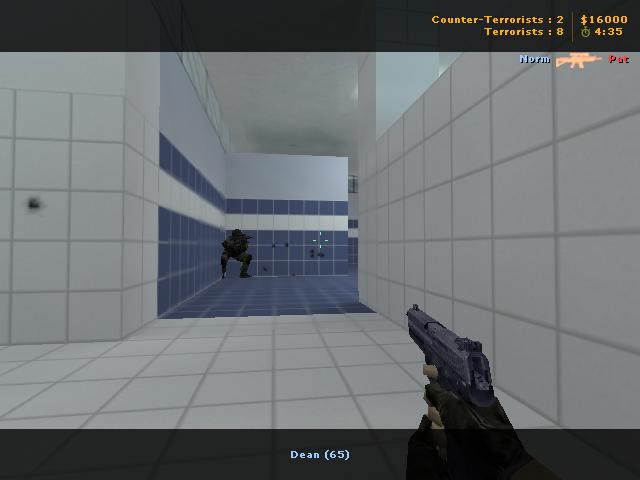 Counter-Terrorists : 2 $16000
Terrorists : 8 4:35
Norm Pat
Dean (65)